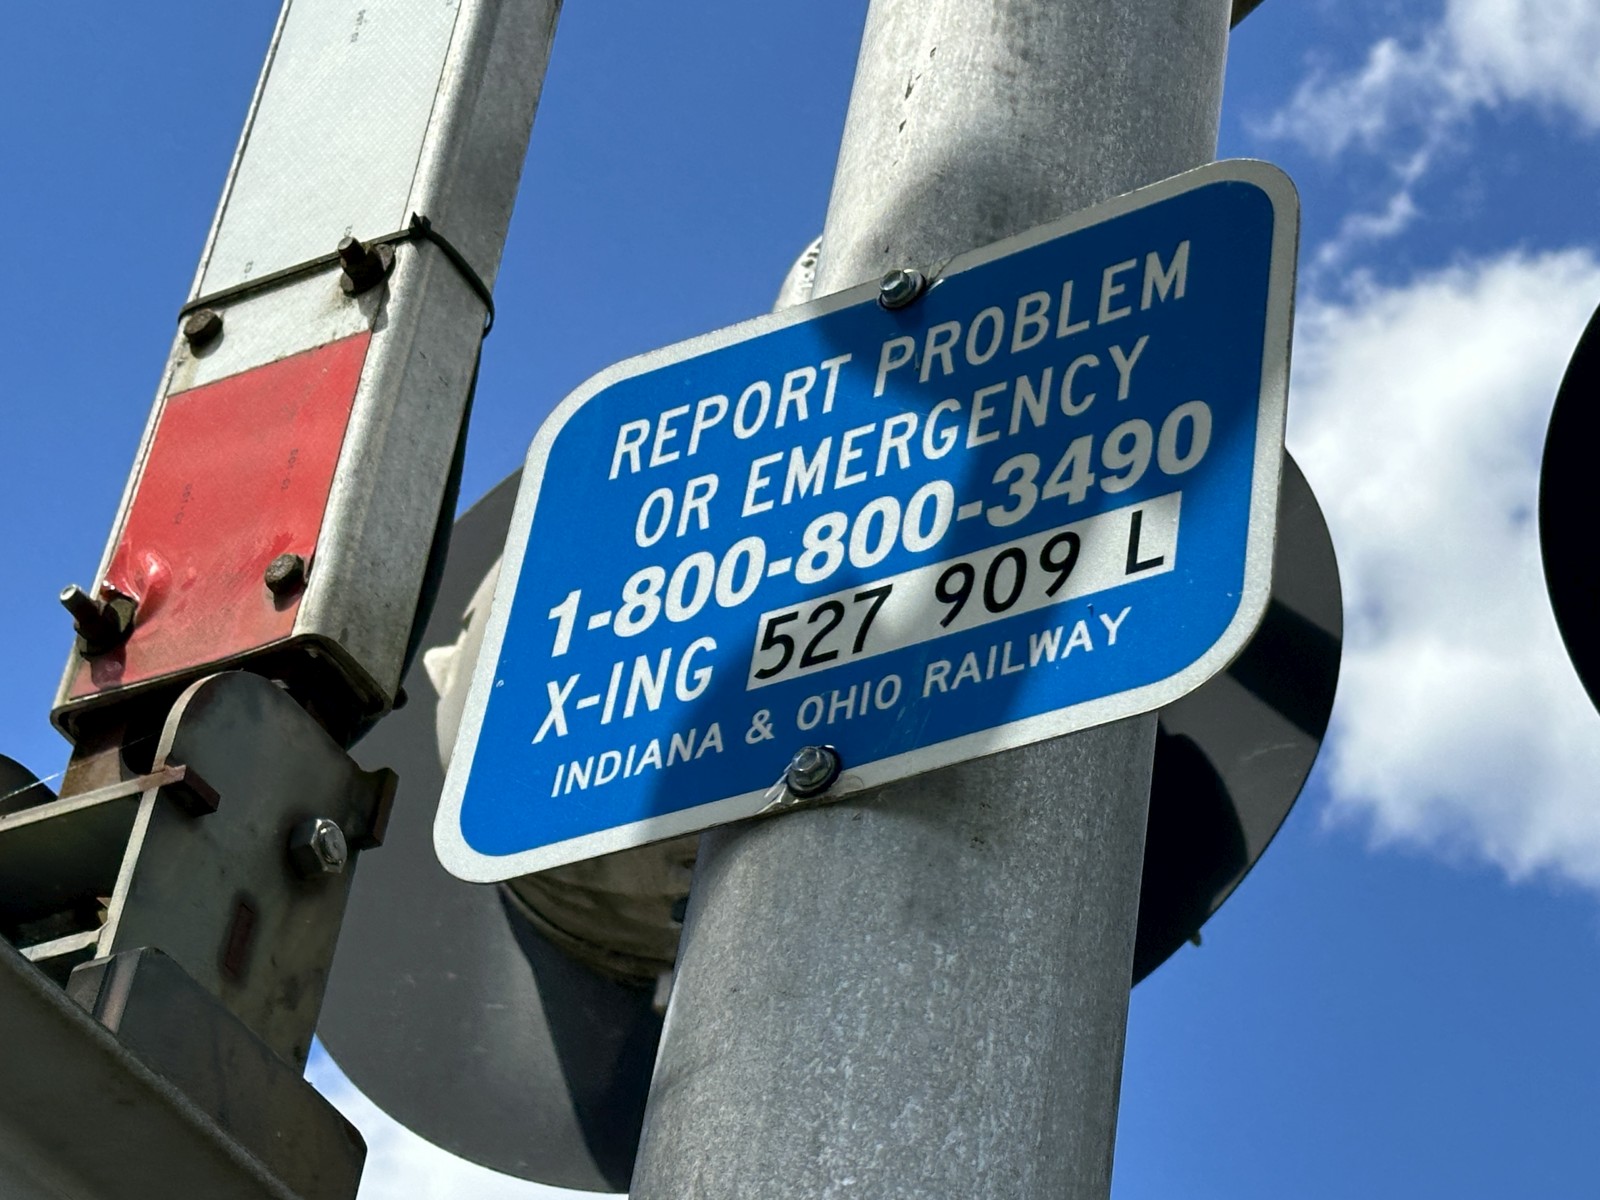 REPORT PROBLEM
OR EMERGENCY
1-800-800-3490
X-ING 527 909 L
INDIANA & OHIO RAILWAY